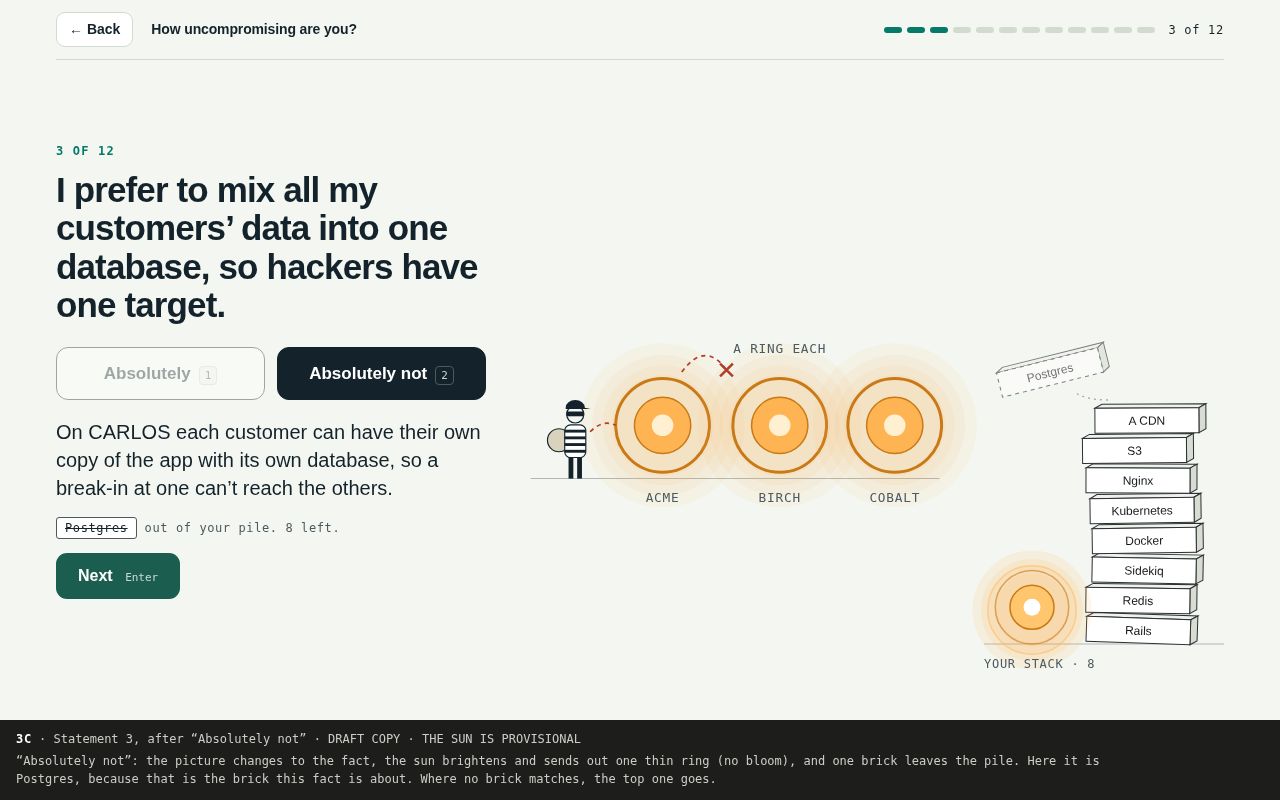 ← Back
How uncompromising are you?
3 of 12
3 OF 12
I prefer to mix all my
customers’ data into one
database, so hackers have
one target.
Absolutely 1
Absolutely not 2
On CARLOS each customer can have their own
copy of the app with its own database, so a
break-in at one can’t reach the others.
Postgres out of your pile. 8 left.
Next Enter
A RING EACH
ACME
BIRCH
COBALT
Postgres
A CDN
S3
Nginx
Kubernetes
Docker
Sidekiq
Redis
Rails
YOUR STACK · 8
3C · Statement 3, after “Absolutely not” · DRAFT COPY · THE SUN IS PROVISIONAL
“Absolutely not”: the picture changes to the fact, the sun brightens and sends out one thin ring (no bloom), and one brick leaves the pile. Here it is
Postgres, because that is the brick this fact is about. Where no brick matches, the top one goes.